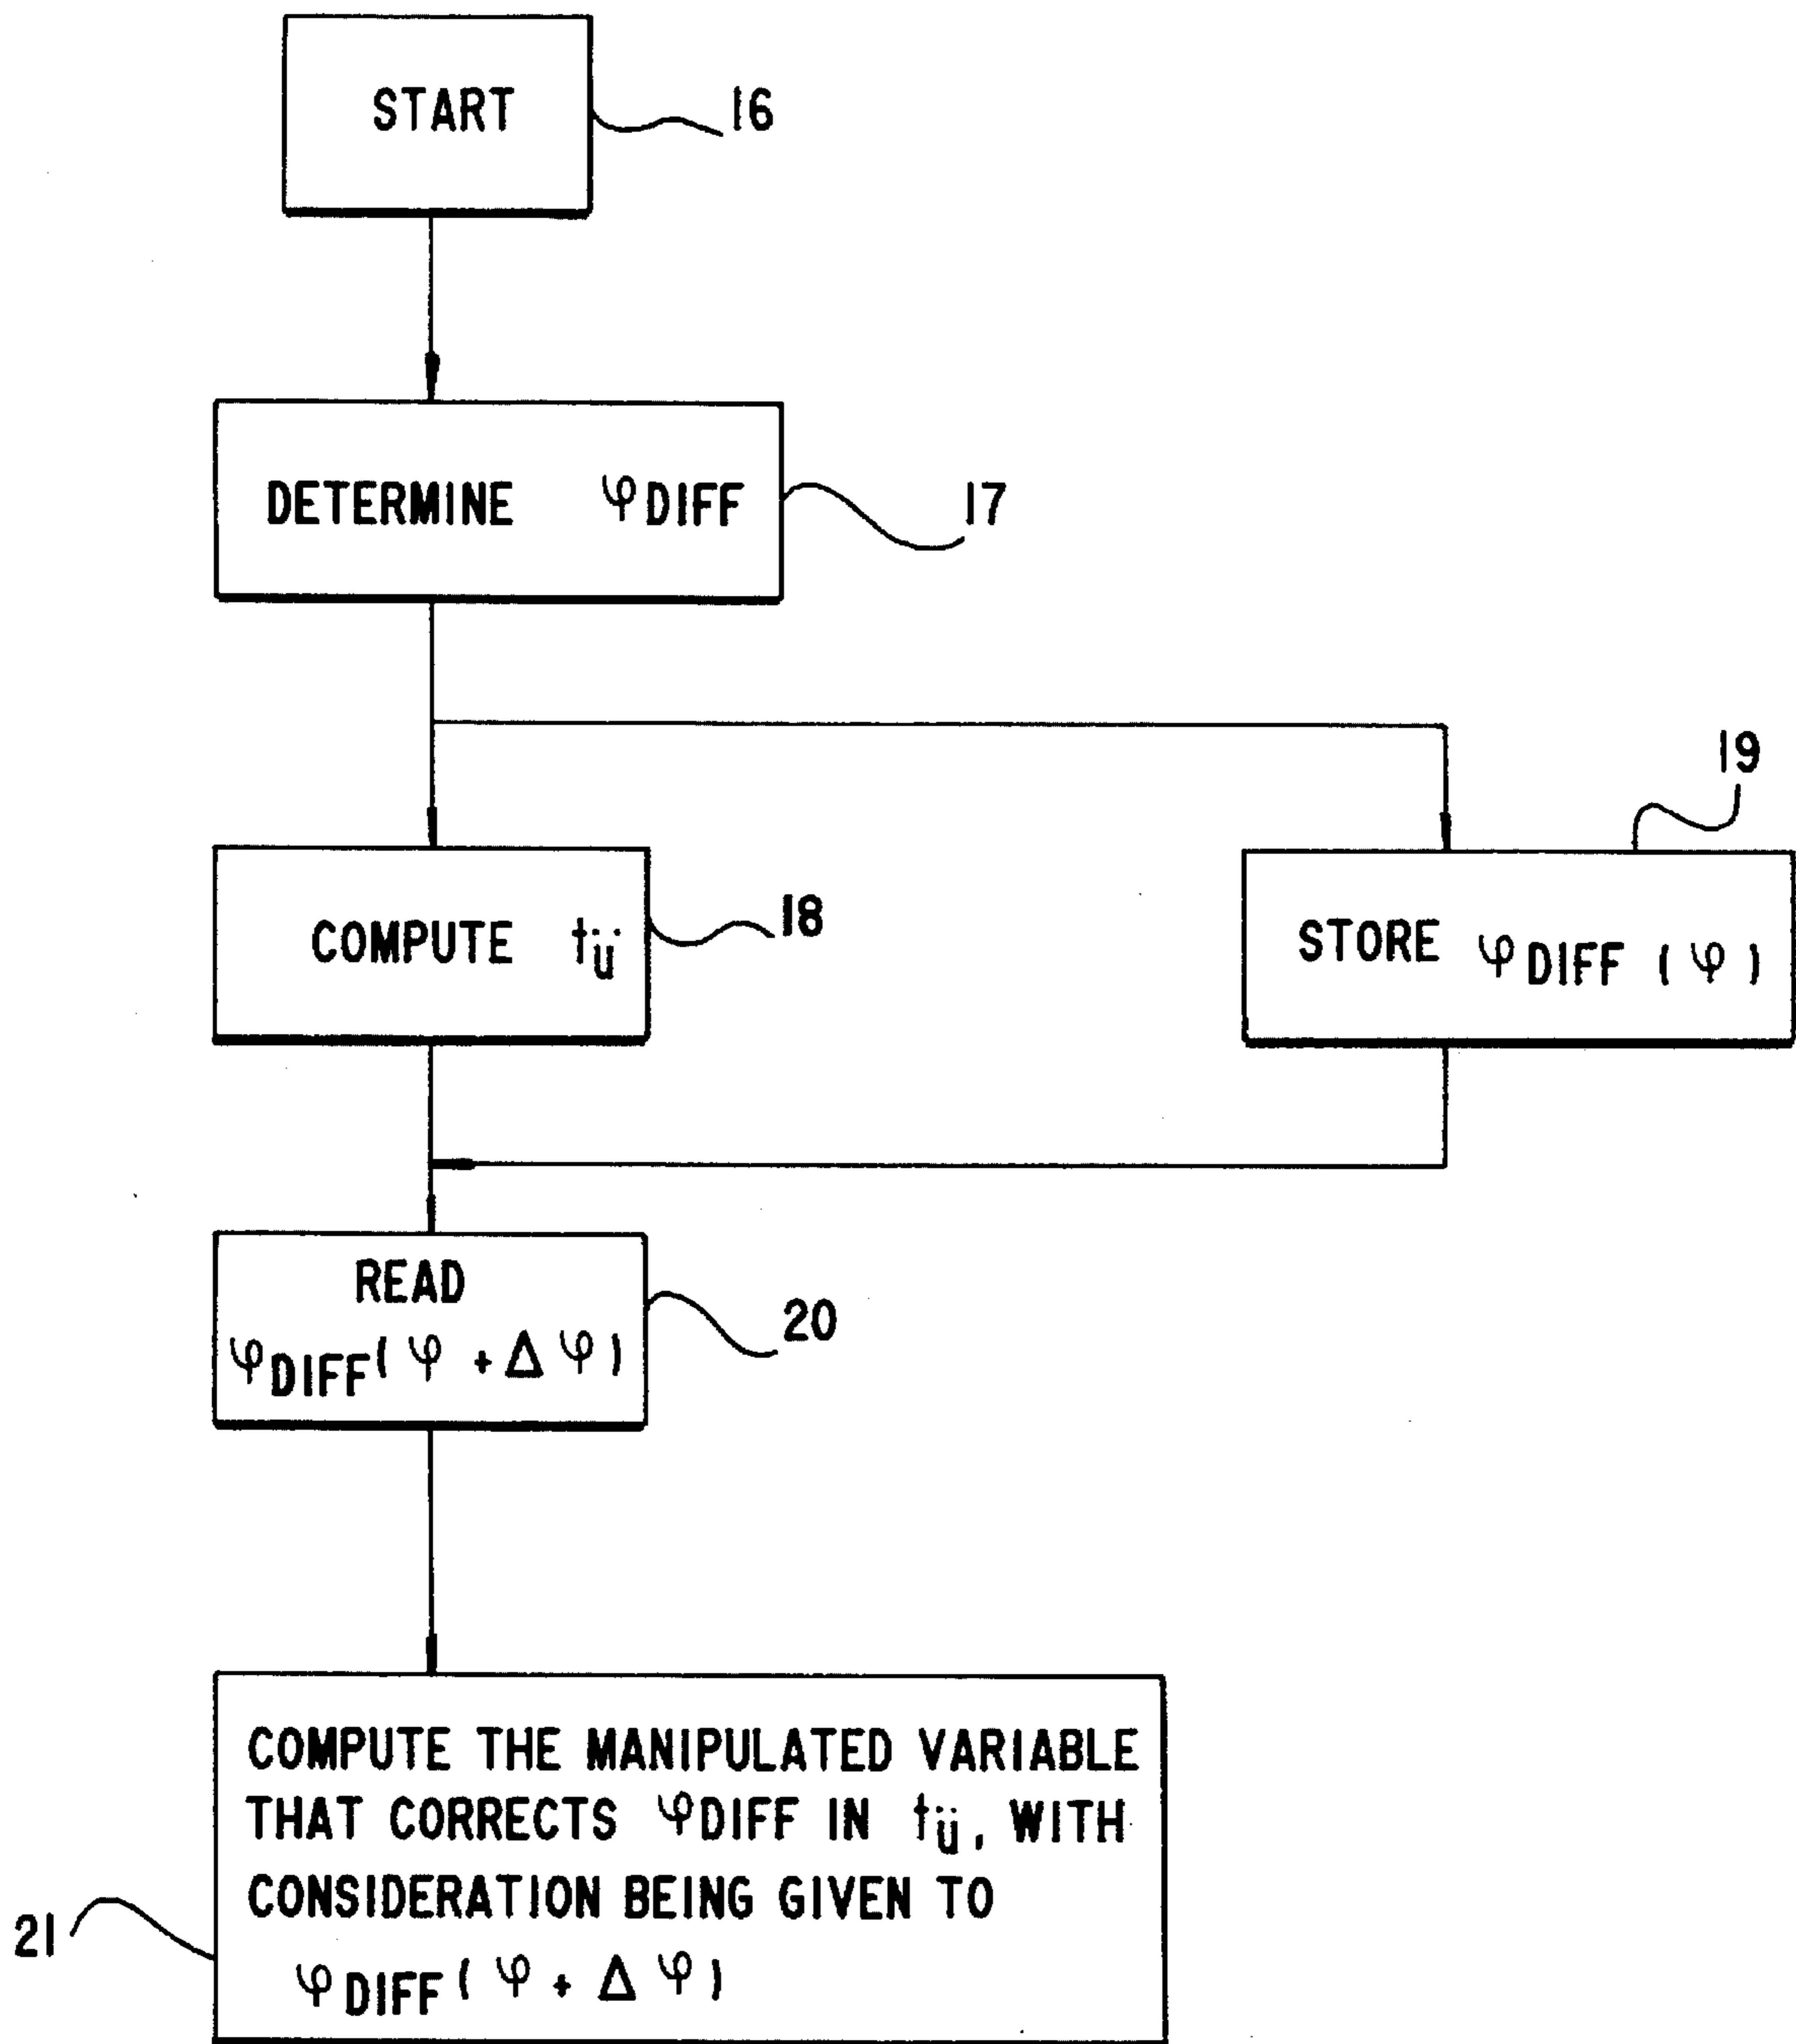 START
16
DETERMINE φDIFF
17
19
COMPUTE tü
18
STORE φDIFF (φ)
READ
φDIFF(φ + Δφ)
20
COMPUTE THE MANIPULATED VARIABLE
THAT CORRECTS φDIFF IN tü, WITH
CONSIDERATION BEING GIVEN TO
φDIFF(φ + Δφ)
21